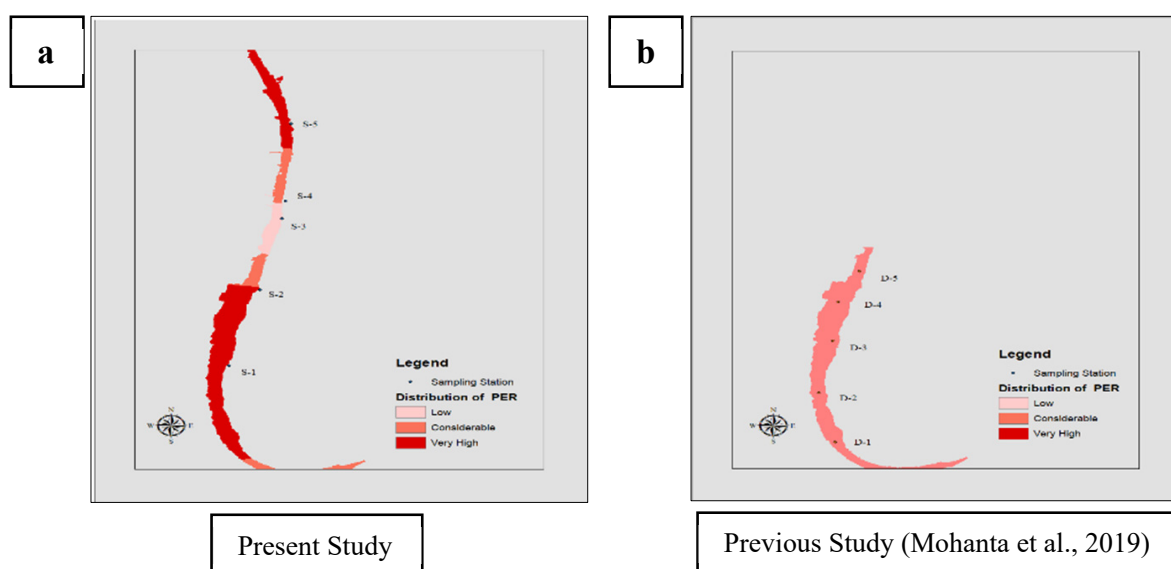 a
S-5
S-4
S-3
S-2
S-1
Legend
Sampling Station
Distribution of PER
Low
Considerable
Very High
N
W E
S
Present Study
b
D-5
D-4
D-3
D-2
D-1
Legend
Sampling Station
Distribution of PER
Low
Considerable
Very High
N
W E
S
Previous Study (Mohanta et al., 2019)